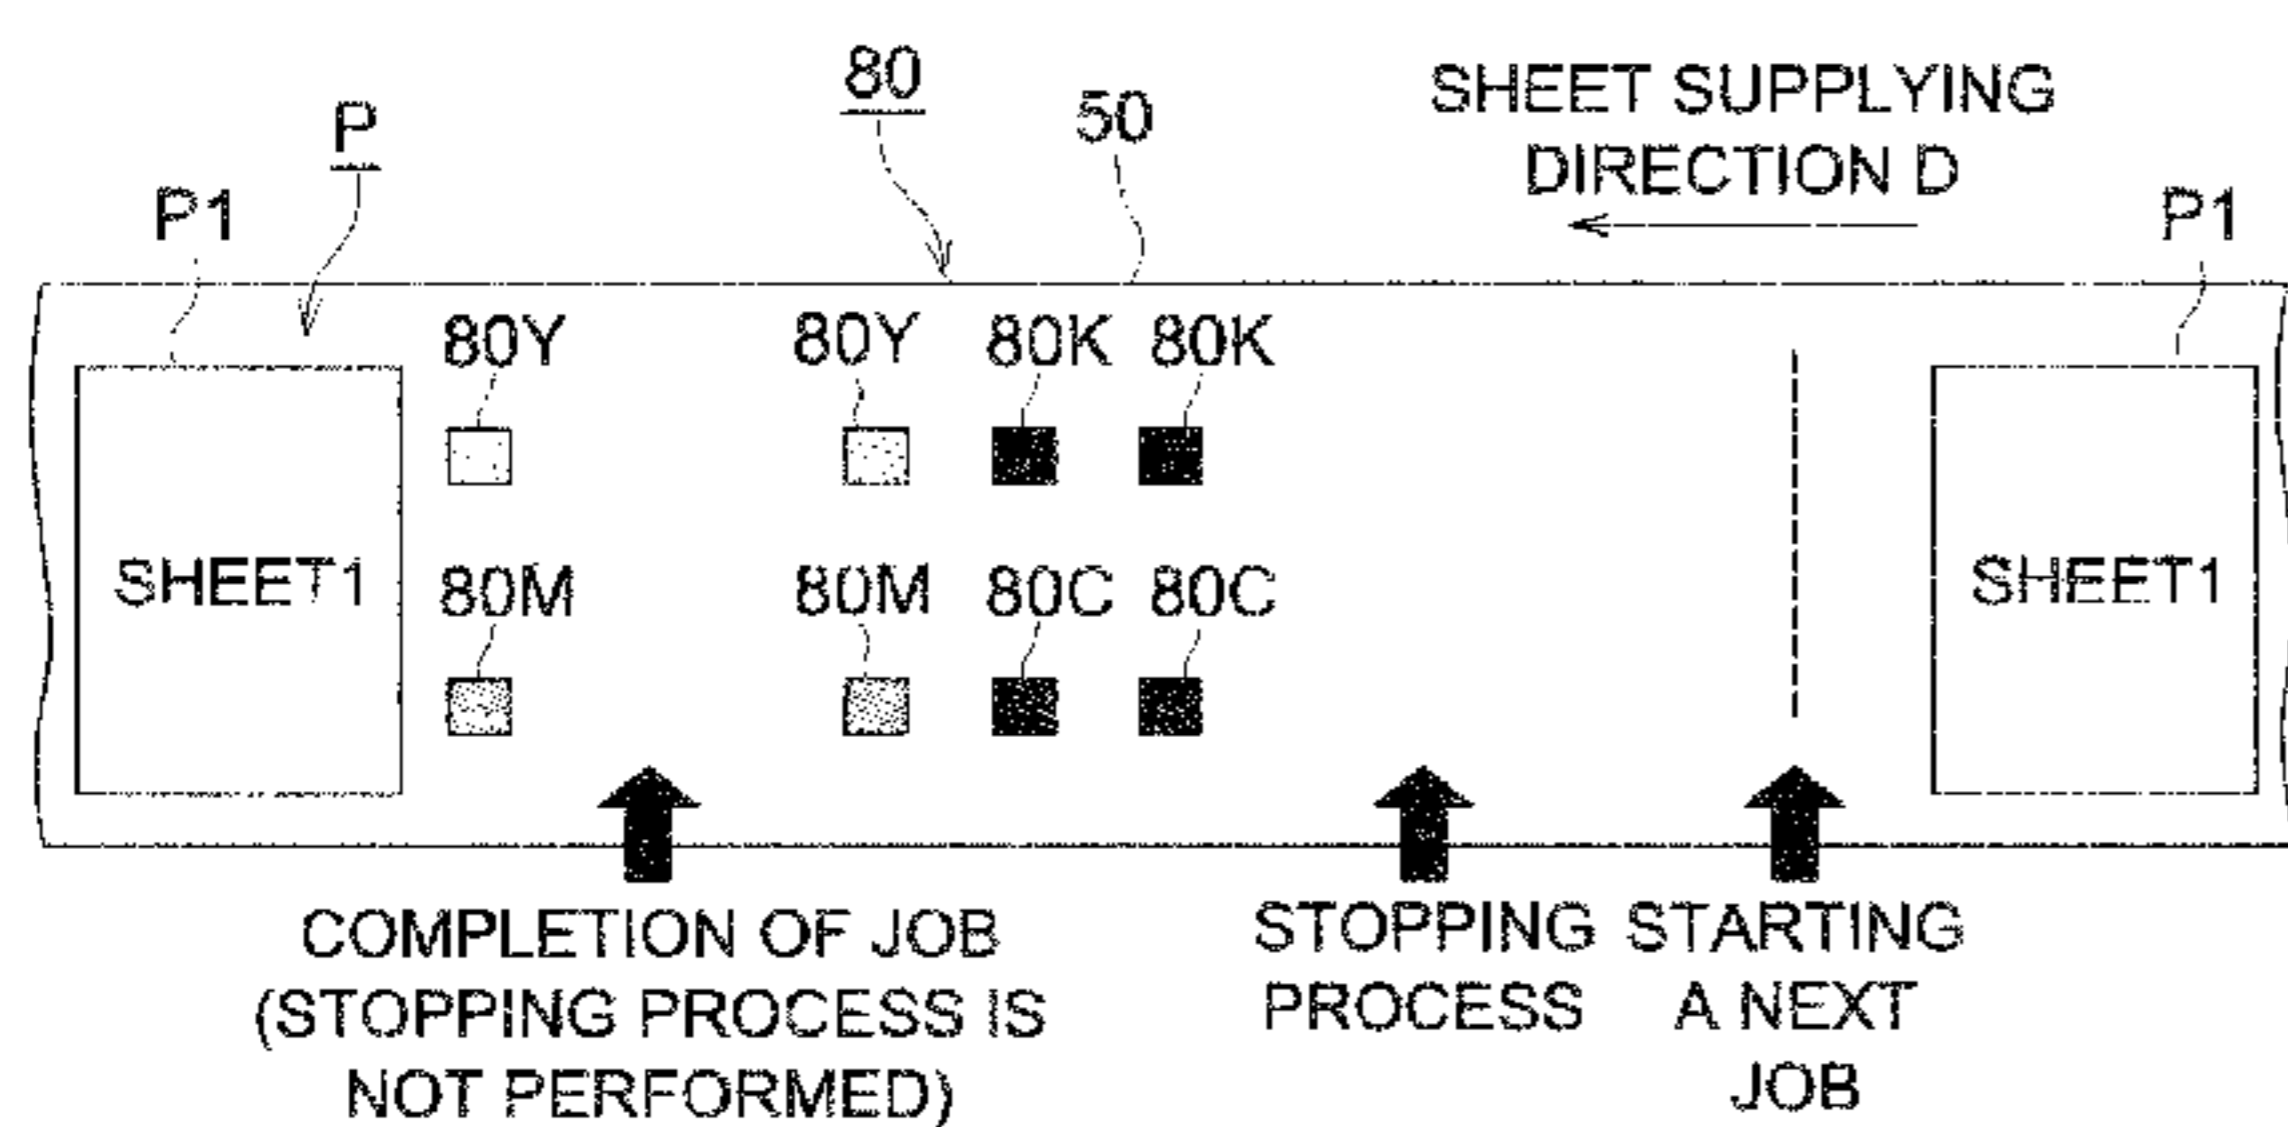 80
50
SHEET SUPPLYING
DIRECTION D
P
P1
P1
80Y
80Y
80K
80K
SHEET1
SHEET1
80M
80M
80C
80C
COMPLETION OF JOB
(STOPPING PROCESS IS
NOT PERFORMED)
STOPPING
PROCESS
STARTING
A NEXT
JOB